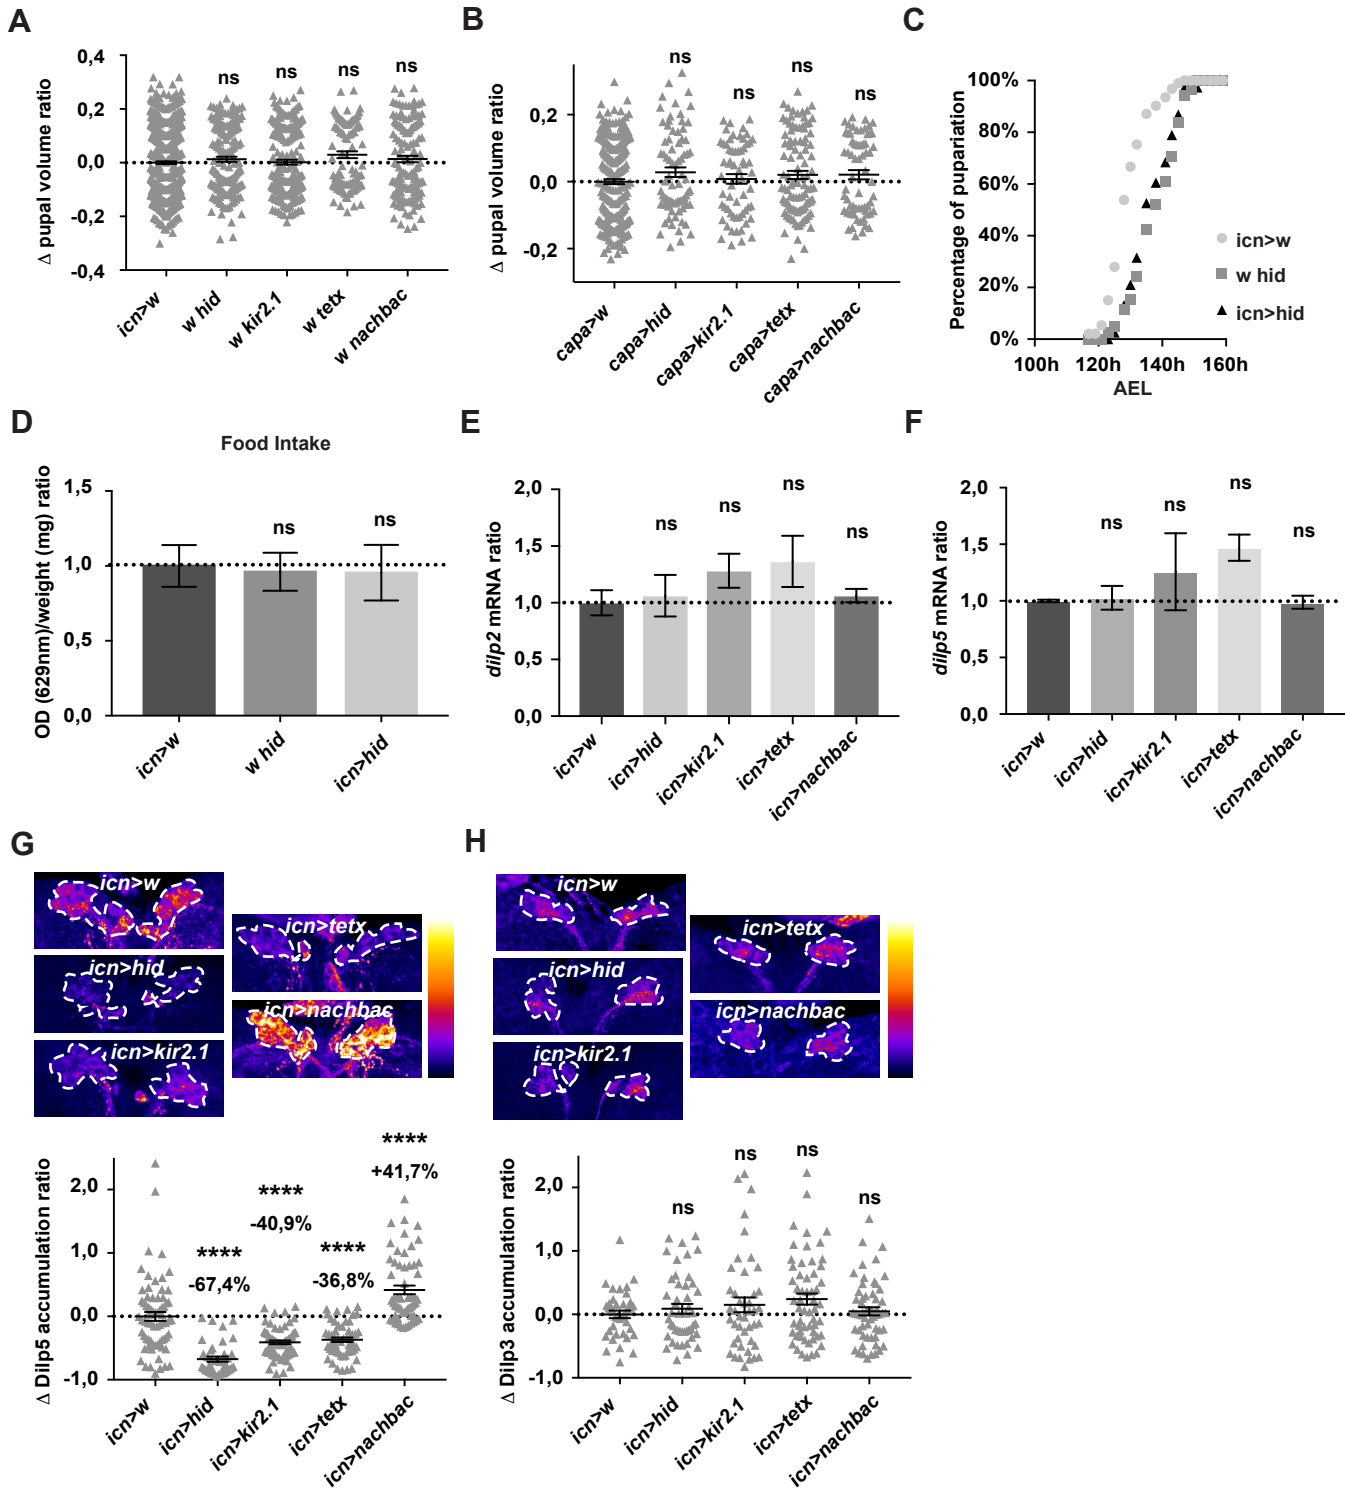 A
Δ pupal volume ratio
0,4
0,2
0,0
-0,2
-0,4
ns
ns
ns
ns
icn>w
w hid
w kir2.1
w tetx
w nachbac
B
Δ pupal volume ratio
0,2
0,0
-0,2
ns
ns
ns
ns
capa>w
capa>hid
capa>kir2.1
capa>tetx
capa>nachbac
C
Percentage of pupariation
100%
80%
60%
40%
20%
0%
100h
120h
140h
160h
AEL
icn>w
w hid
icn>hid
D
Food Intake
OD (629nm)/weight (mg) ratio
1,5
1,0
0,5
0,0
ns
ns
icn>w
w hid
icn>hid
E
dilp2 mRNA ratio
2,0
1,5
1,0
0,5
0,0
ns
ns
ns
ns
icn>w
icn>hid
icn>kir2.1
icn>tetx
icn>nachbac
F
dilp5 mRNA ratio
2,0
1,5
1,0
0,5
0,0
ns
ns
ns
ns
icn>w
icn>hid
icn>kir2.1
icn>tetx
icn>nachbac
G
icn>w
icn>hid
icn>kir2.1
icn>tetx
icn>nachbac
Δ Dilp5 accumulation ratio
2,0
1,0
0,0
-1,0
****
-67,4%
****
-40,9%
****
-36,8%
****
+41,7%
icn>w
icn>hid
icn>kir2.1
icn>tetx
icn>nachbac
H
icn>w
icn>hid
icn>kir2.1
icn>tetx
icn>nachbac
Δ Dilp3 accumulation ratio
2,0
1,0
0,0
-1,0
ns
ns
ns
ns
icn>w
icn>hid
icn>kir2.1
icn>tetx
icn>nachbac